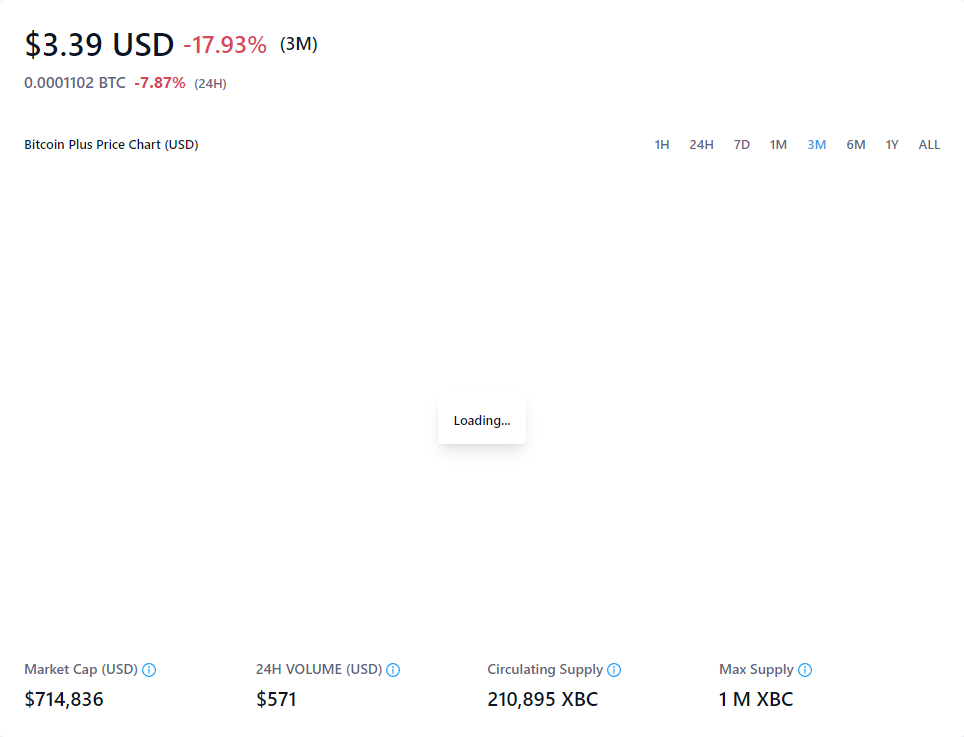 $3.39 USD -17.93% (3M)
0.0001102 BTC -7.87% (24H)
Bitcoin Plus Price Chart (USD) 1H 24H 7D 1M 3M 6M 1Y ALL
Loading...
Market Cap (USD) 24H VOLUME (USD) Circulating Supply Max Supply
$714,836 $571 210,895 XBC 1 M XBC